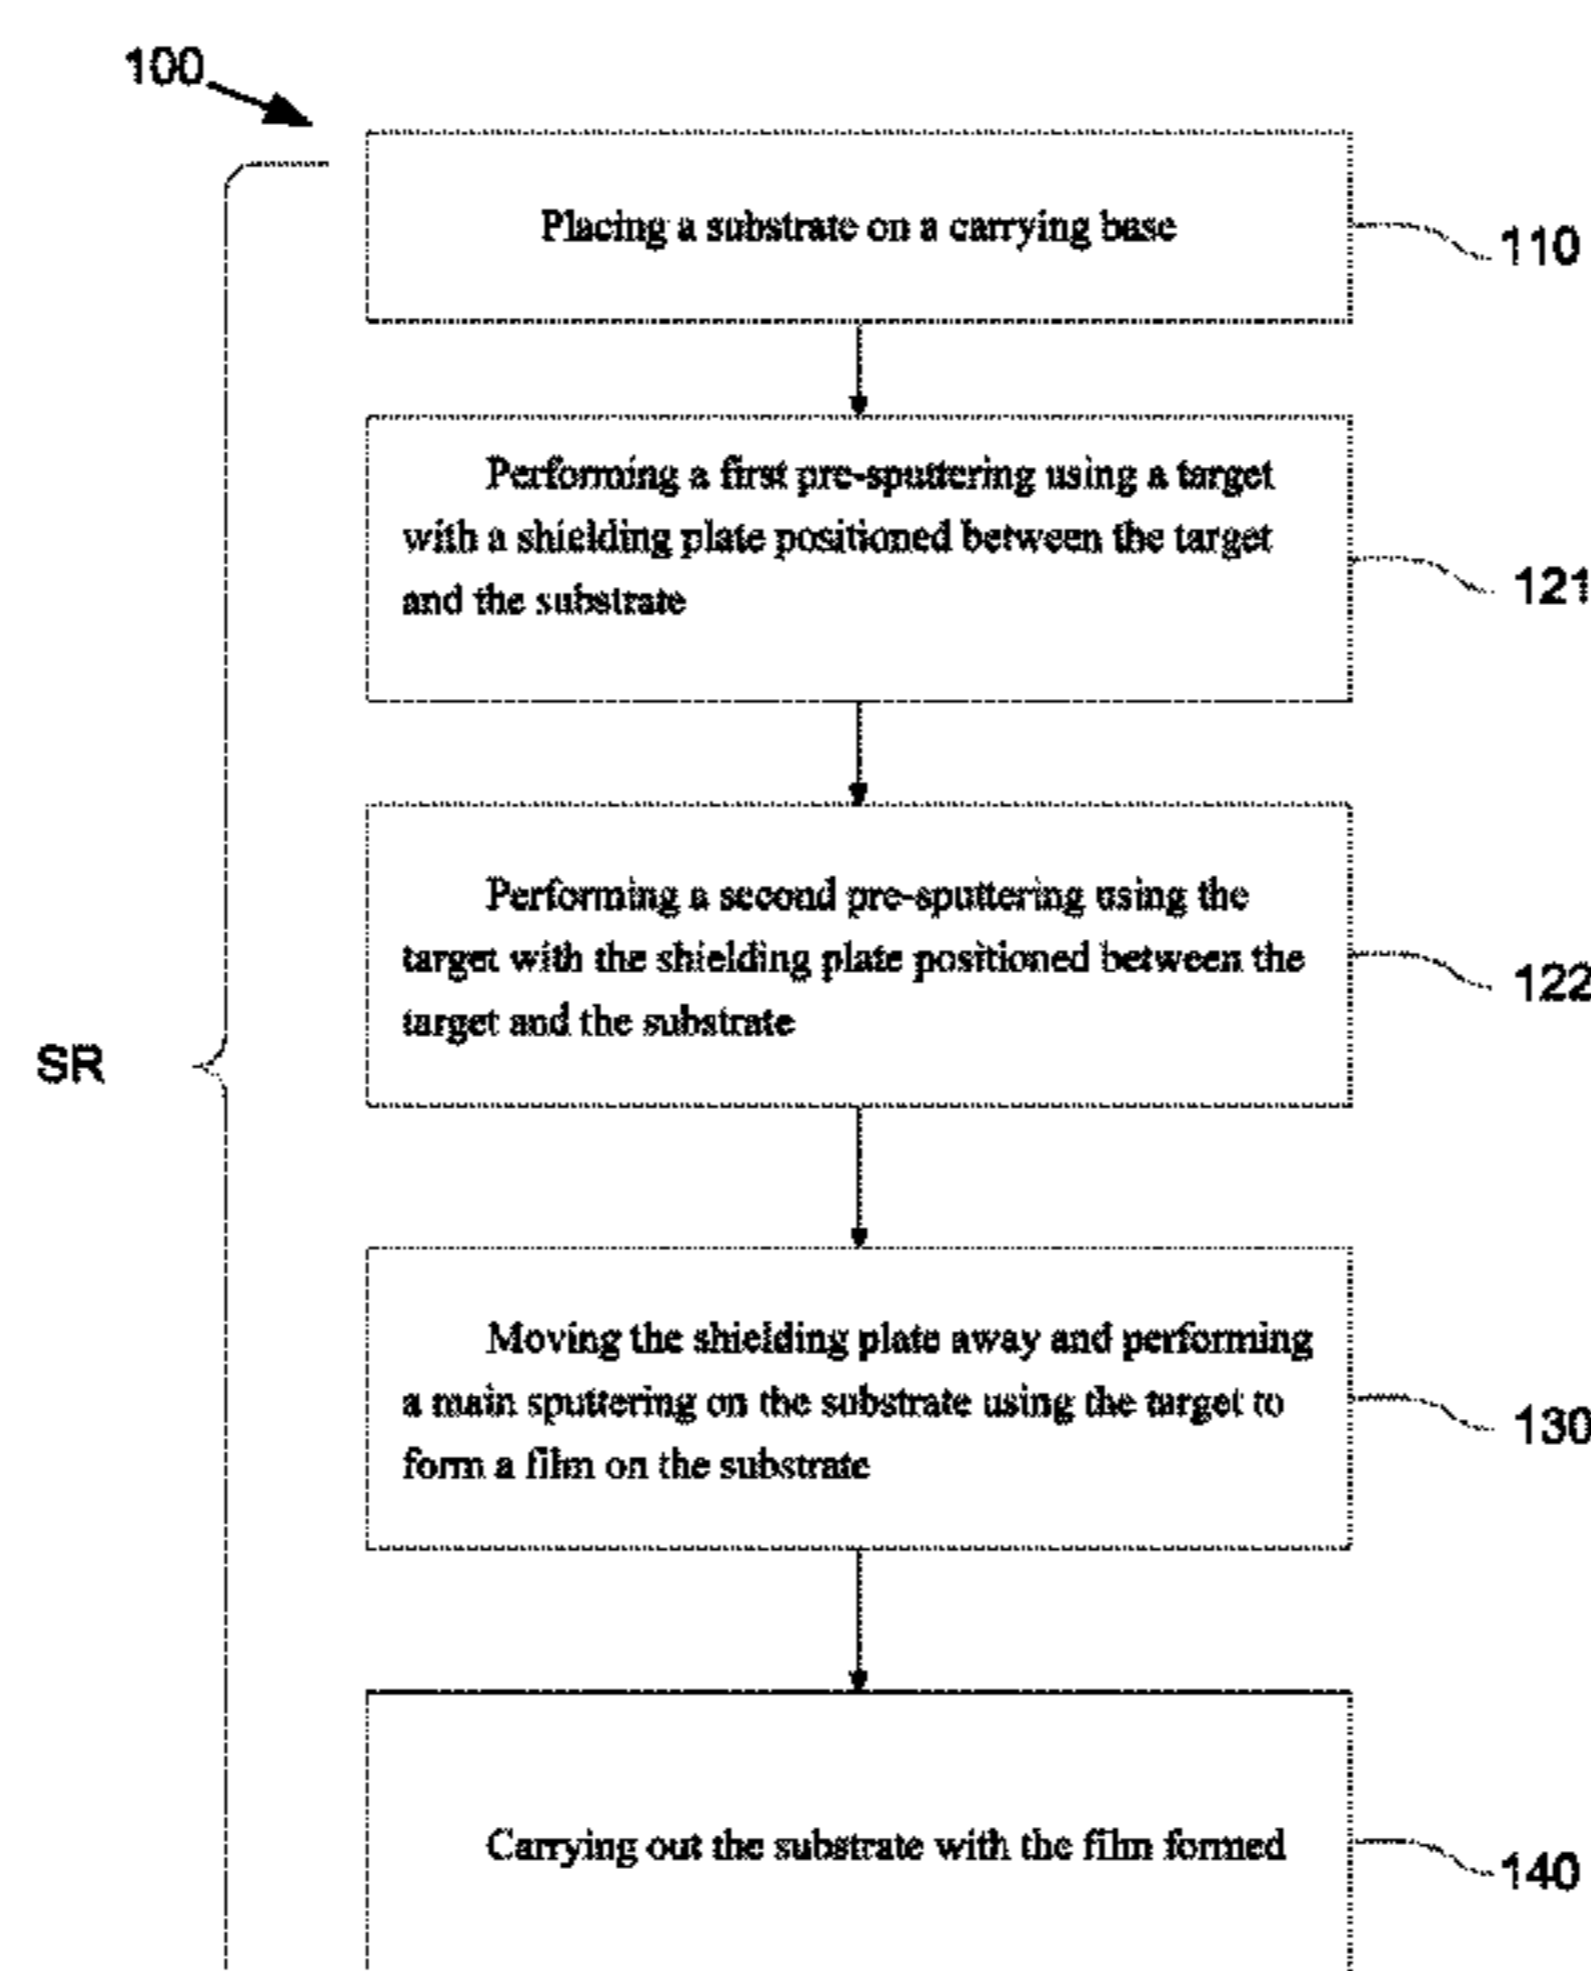 100
Placing a substrate on a carrying base
110
Performing a first pre-sputtering using a target
with a shielding plate positioned between the target
and the substrate
121
Performing a second pre-sputtering using the
target with the shielding plate positioned between the
target and the substrate
122
SR
Moving the shielding plate away and performing
a main sputtering on the substrate using the target to
form a film on the substrate
130
Carrying out the substrate with the film formed
140